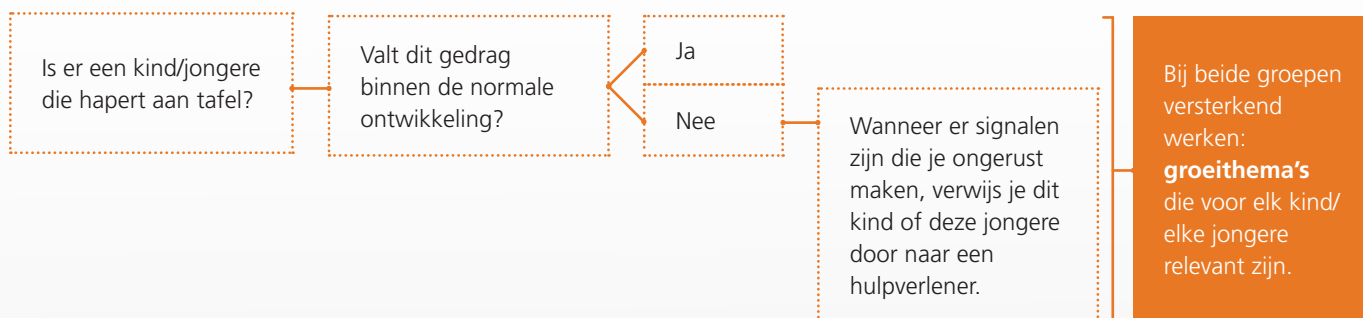 Is er een kind/jongere
die hapert aan tafel?
Valt dit gedrag
binnen de normale
ontwikkeling?
Ja
Nee
Wanneer er signalen
zijn die je ongerust
maken, verwijs je dit
kind of deze jongere
door naar een
hulpverlener.
Bij beide groepen
versterkend
werken:
groeithema’s
die voor elk kind/
elke jongere
relevant zijn.